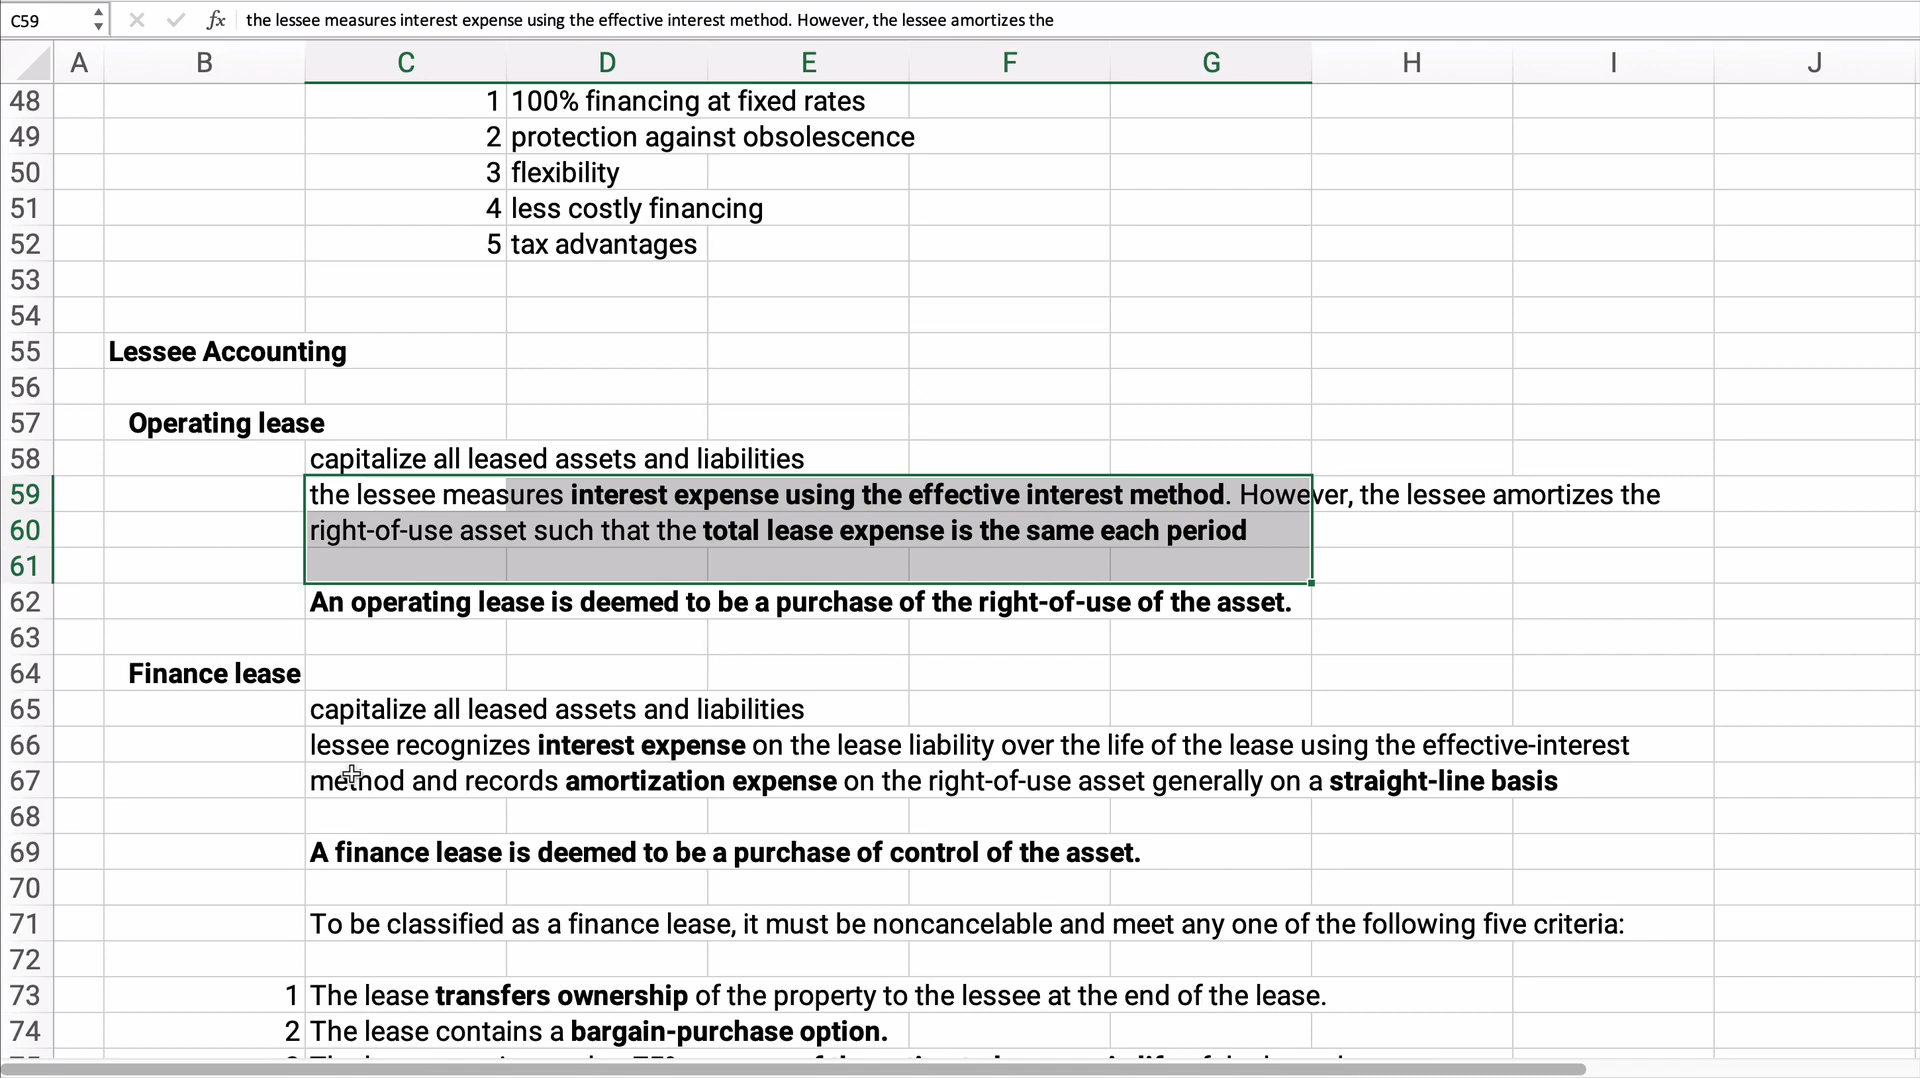 C59 fx the lessee measures interest expense using the effective interest method. However, the lessee amortizes the
A B C D E F G H I J
48 1 100% financing at fixed rates
49 2 protection against obsolescence
50 3 flexibility
51 4 less costly financing
52 5 tax advantages
53
54
55 Lessee Accounting
56
57 Operating lease
58 capitalize all leased assets and liabilities
59 the lessee measures interest expense using the effective interest method. However, the lessee amortizes the
60 right-of-use asset such that the total lease expense is the same each period
61
62 An operating lease is deemed to be a purchase of the right-of-use of the asset.
63
64 Finance lease
65 capitalize all leased assets and liabilities
66 lessee recognizes interest expense on the lease liability over the life of the lease using the effective-interest
67 method and records amortization expense on the right-of-use asset generally on a straight-line basis
68
69 A finance lease is deemed to be a purchase of control of the asset.
70
71 To be classified as a finance lease, it must be noncancelable and meet any one of the following five criteria:
72
73 1 The lease transfers ownership of the property to the lessee at the end of the lease.
74 2 The lease contains a bargain-purchase option.